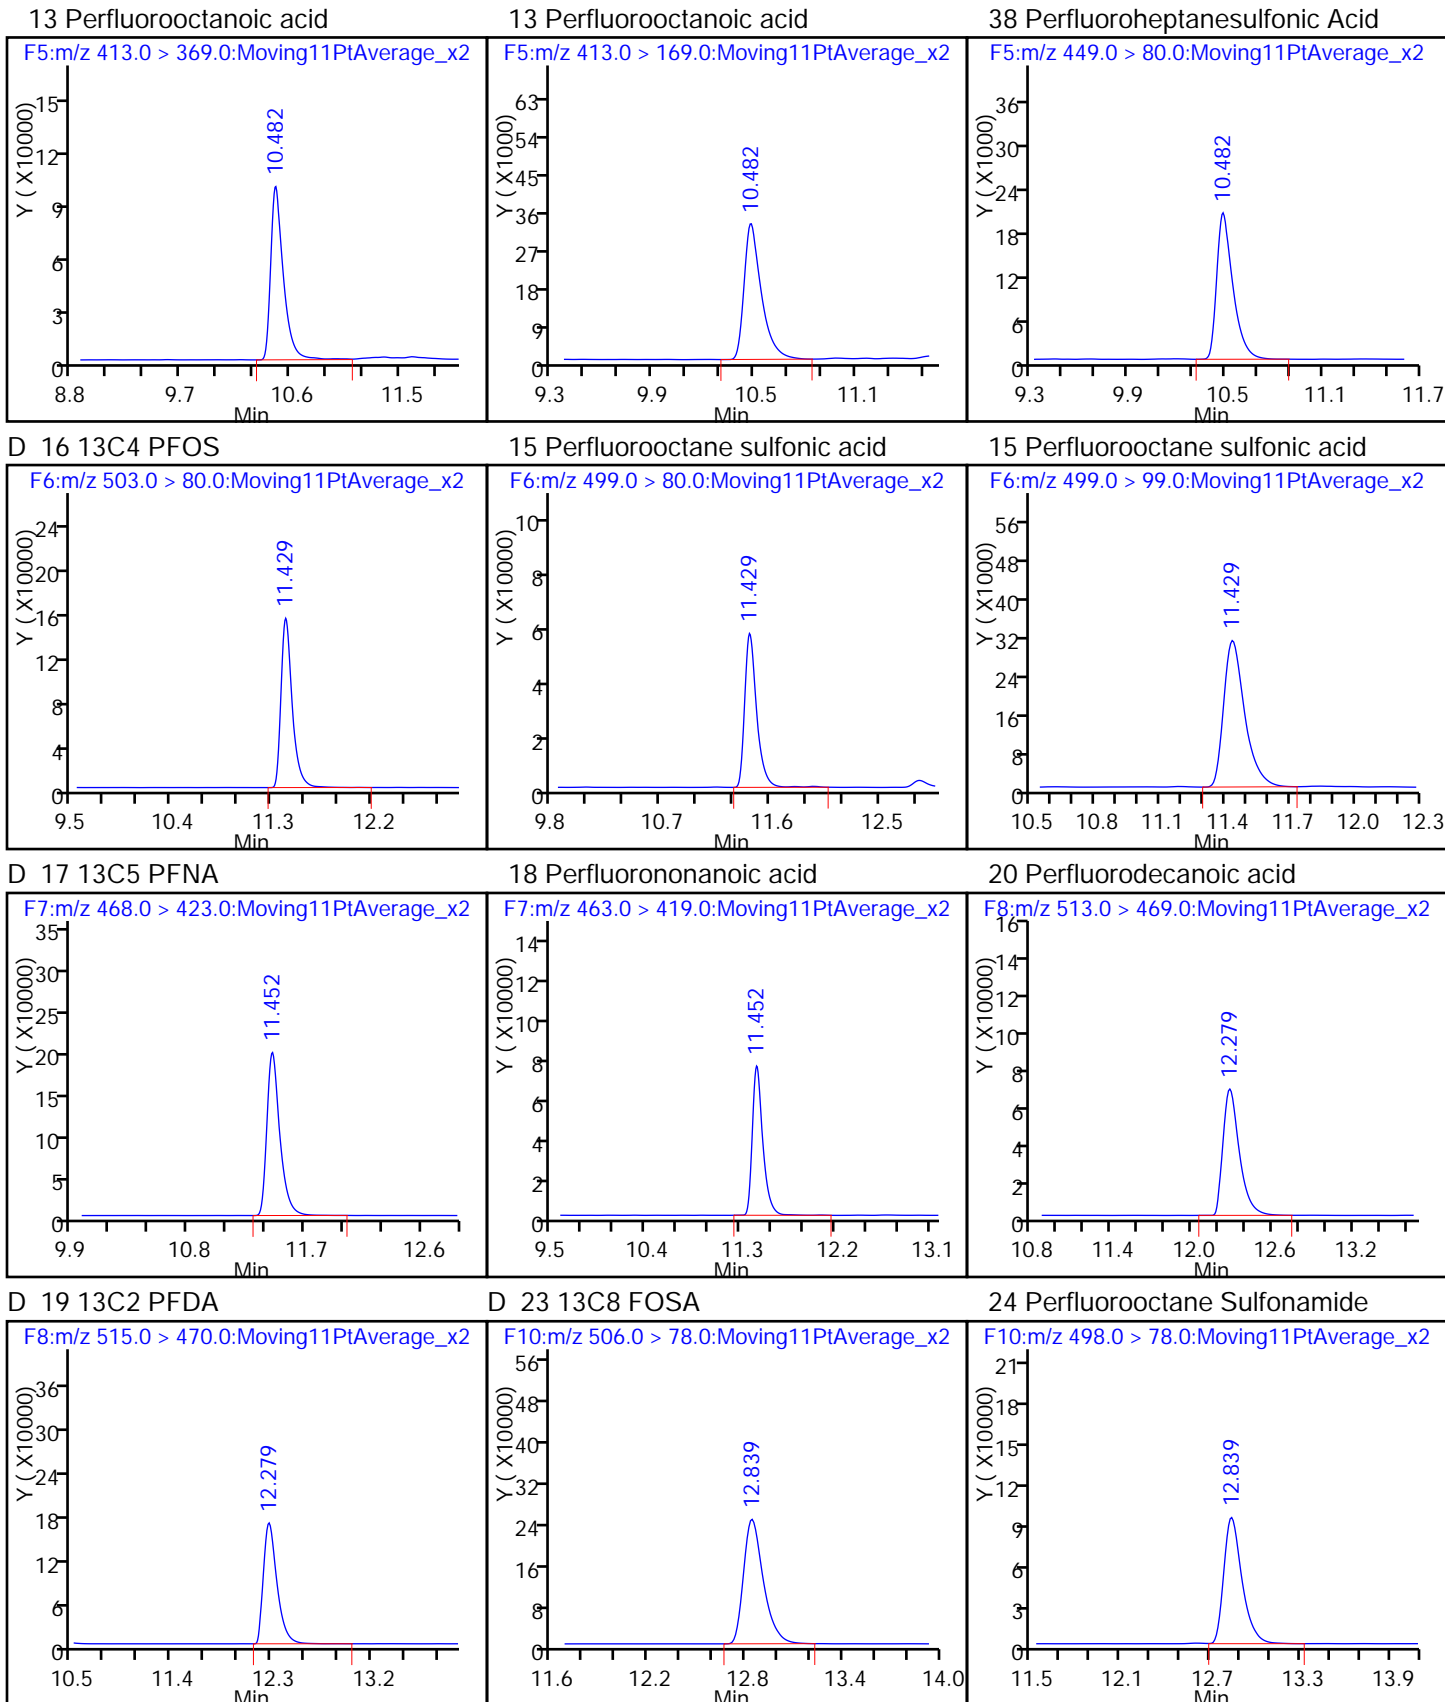 13 Perfluorooctanoic acid
F5:m/z 413.0 > 369.0:Moving11PtAverage_x2
Y ( X10000)
15
12
9
6
3
0
10.482
8.8 9.7 10.6 11.5
Min
13 Perfluorooctanoic acid
F5:m/z 413.0 > 169.0:Moving11PtAverage_x2
Y ( X1000)
63
54
45
36
27
18
9
0
10.482
9.3 9.9 10.5 11.1
Min
38 Perfluoroheptanesulfonic Acid
F5:m/z 449.0 > 80.0:Moving11PtAverage_x2
Y ( X10000)
36
30
24
18
12
6
0
10.482
9.3 9.9 10.5 11.1 11.7
Min
D 16 13C4 PFOS
F6:m/z 503.0 > 80.0:Moving11PtAverage_x2
Y ( X10000)
24
20
16
12
8
4
0
11.429
9.5 10.4 11.3 12.2
Min
15 Perfluorooctane sulfonic acid
F6:m/z 499.0 > 80.0:Moving11PtAverage_x2
Y ( X10000)
10
8
6
4
2
0
11.429
9.8 10.7 11.6 12.5
Min
15 Perfluorooctane sulfonic acid
F6:m/z 499.0 > 99.0:Moving11PtAverage_x2
Y ( X1000)
56
48
40
32
24
16
8
0
11.429
10.5 10.8 11.1 11.4 11.7 12.0 12.3
Min
D 17 13C5 PFNA
F7:m/z 468.0 > 423.0:Moving11PtAverage_x2
Y ( X10000)
35
30
25
20
15
10
5
0
11.452
9.9 10.8 11.7 12.6
Min
18 Perfluorononanoic acid
F7:m/z 463.0 > 419.0:Moving11PtAverage_x2
Y ( X10000)
14
12
10
8
6
4
2
0
11.452
9.5 10.4 11.3 12.2 13.1
Min
20 Perfluorodecanoic acid
F8:m/z 513.0 > 469.0:Moving11PtAverage_x2
Y ( X10000)
16
14
12
10
8
6
4
2
0
12.279
10.8 11.4 12.0 12.6 13.2
Min
D 19 13C2 PFDA
F8:m/z 515.0 > 470.0:Moving11PtAverage_x2
Y ( X10000)
36
30
24
18
12
6
0
12.279
10.5 11.4 12.3 13.2
Min
D 23 13C8 FOSA
F10:m/z 506.0 > 78.0:Moving11PtAverage_x2
Y ( X10000)
56
48
40
32
24
16
8
0
12.839
11.6 12.2 12.8 13.4 14.0
Min
24 Perfluorooctane Sulfonamide
F10:m/z 498.0 > 78.0:Moving11PtAverage_x2
Y ( X10000)
21
18
15
12
9
6
3
0
12.839
11.5 12.1 12.7 13.3 13.9
Min